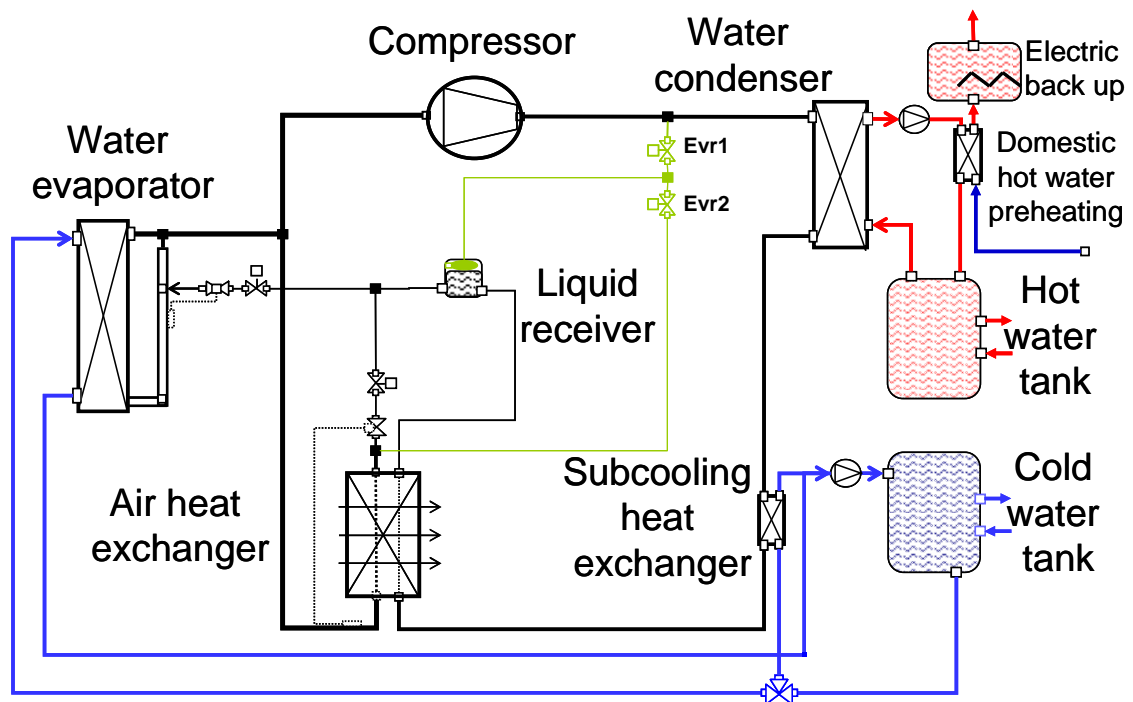 Compressor
Water
condenser
Electric
back up
Water
evaporator
Evr1
Evr2
Domestic
hot water
preheating
Liquid
receiver
Hot
water
tank
Air heat
exchanger
Subcooling
heat
exchanger
Cold
water
tank